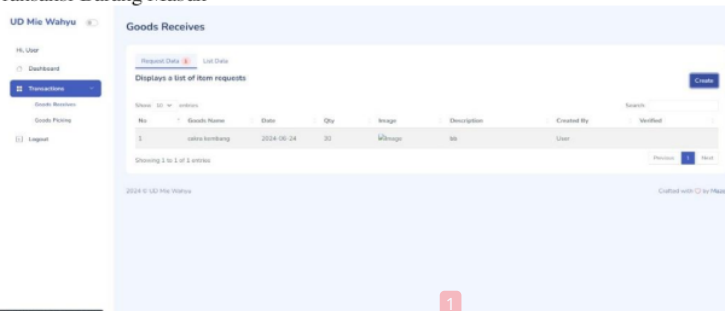 UD Mie Wahyu
Goods Receives
Hi, User
Dashboard
Transactions
Goods Receives
Goods Picking
Logout
Request Data
List Data
Displays a list of item requests
Create
Show 10 entries
Search
No Goods Name Date Qty Image Description Created By Verified
1 2024-06-24 Image User
Showing 1 to 1 of 1 entries
Previous 1 Next
2024 © UD Mie Wahyu
Crafted with by Mazer
1